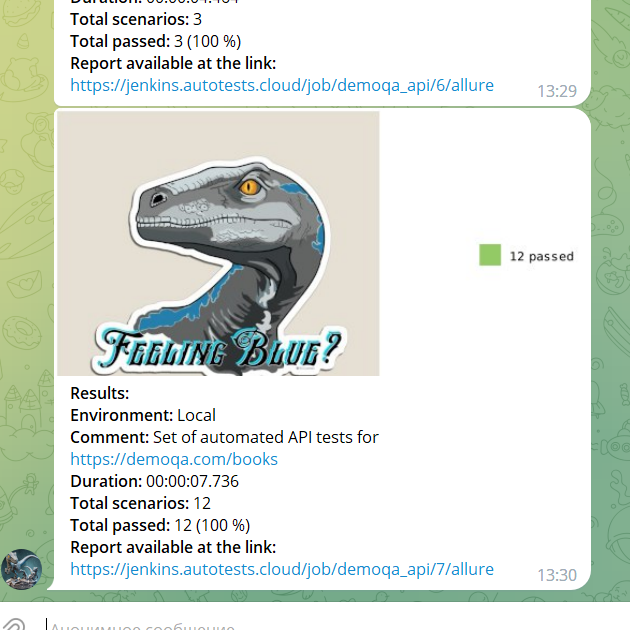 Duration: 00:00:04.404
Total scenarios: 3
Total passed: 3 (100 %)
Report available at the link:
https://jenkins.autotests.cloud/job/demoqa_api/6/allure
13:29
12 passed
Feeling Blue?
Results:
Environment: Local
Comment: Set of automated API tests for
https://demoqa.com/books
Duration: 00:00:07.736
Total scenarios: 12
Total passed: 12 (100 %)
Report available at the link:
https://jenkins.autotests.cloud/job/demoqa_api/7/allure
13:30
Анонимное сообщение